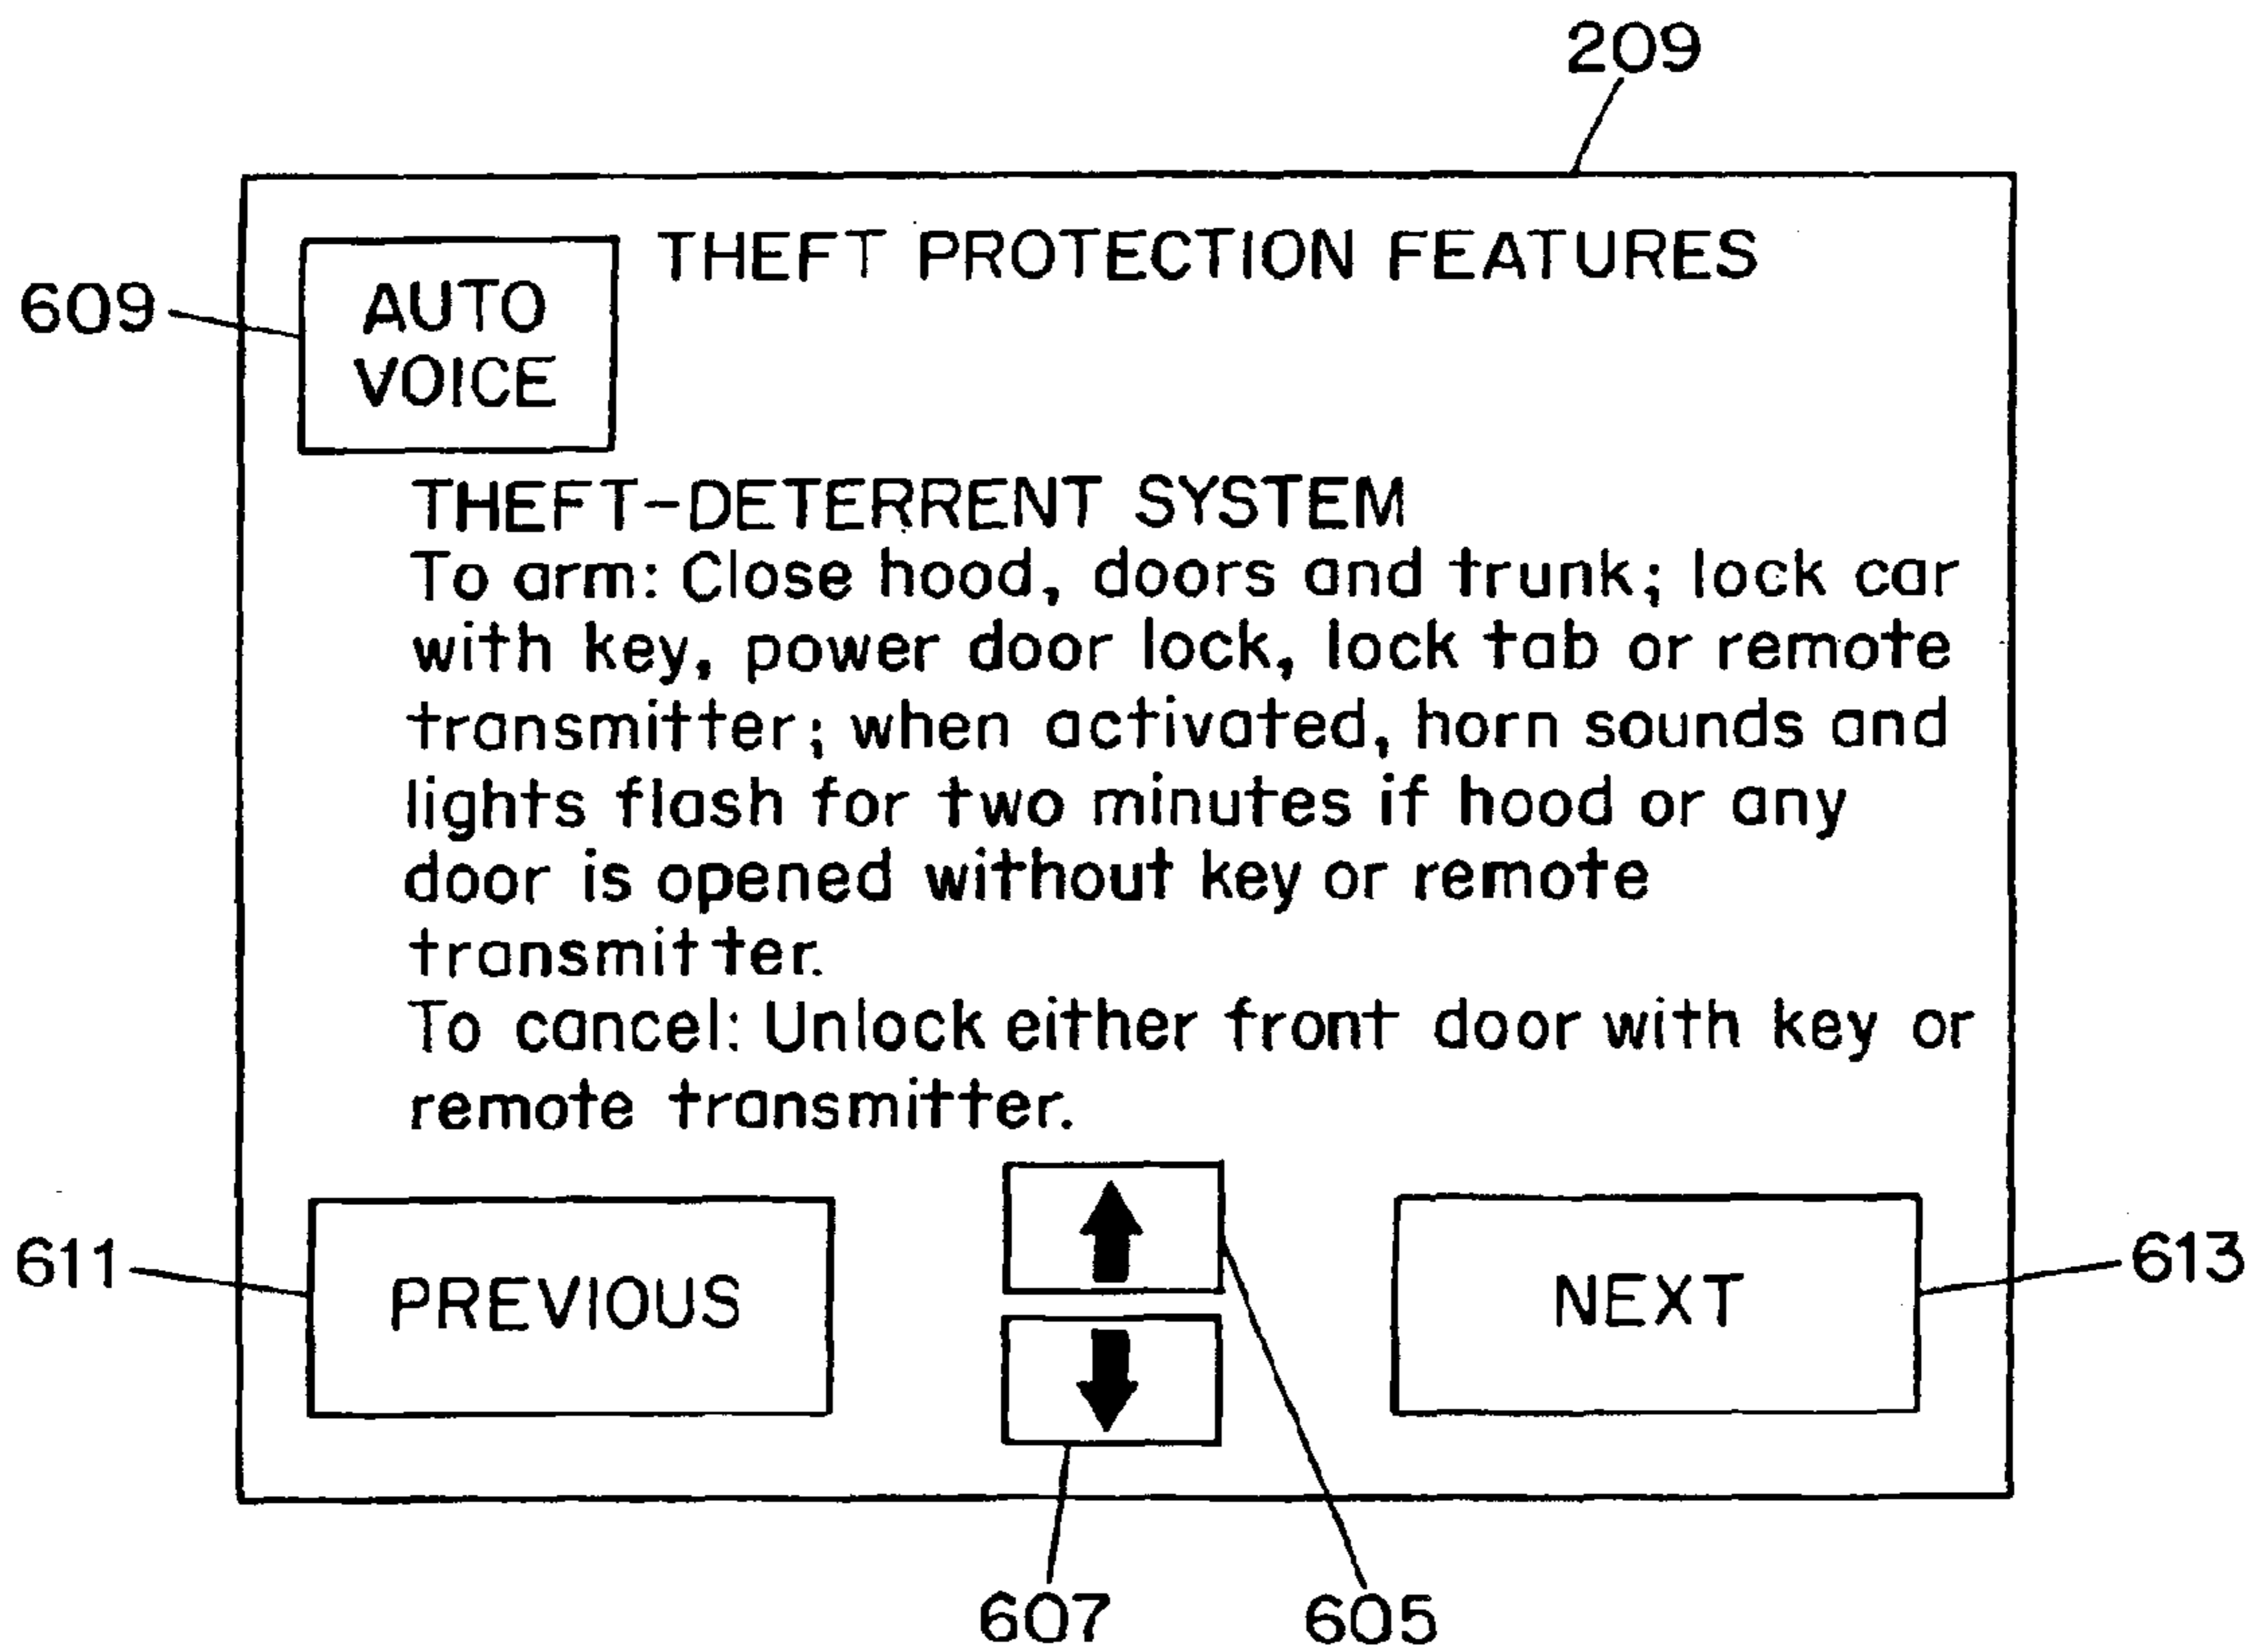 209
THEFT PROTECTION FEATURES
609
AUTO
VOICE
THEFT-DETERRENT SYSTEM
To arm: Close hood, doors and trunk; lock car
with key, power door lock, lock tab or remote
transmitter; when activated, horn sounds and
lights flash for two minutes if hood or any
door is opened without key or remote
transmitter.
To cancel: Unlock either front door with key or
remote transmitter.
611
PREVIOUS
NEXT
613
607
605